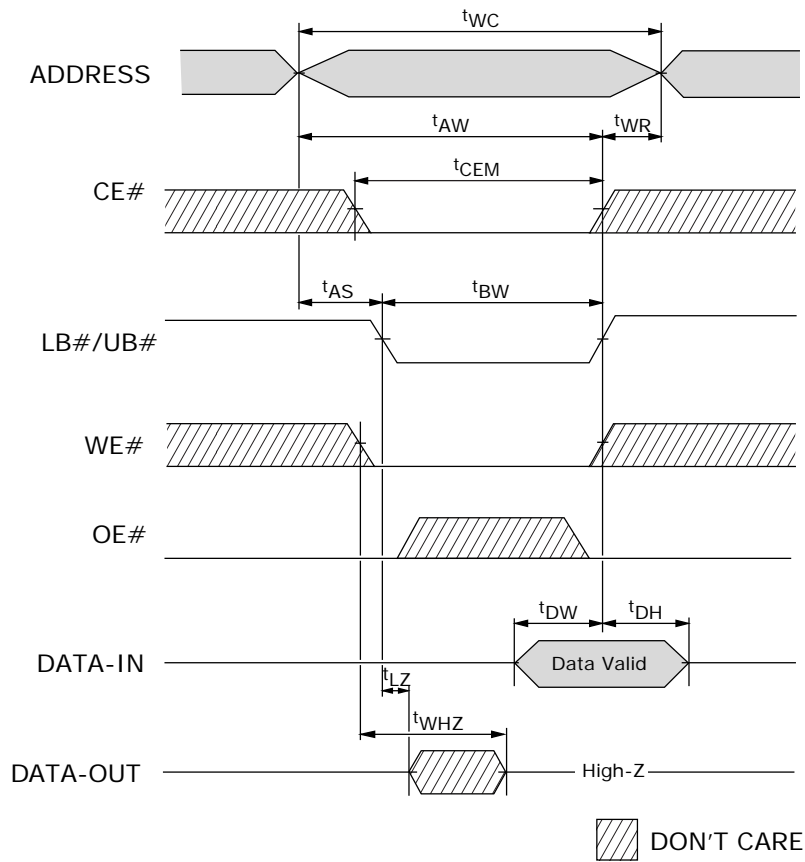 tWC
ADDRESS
tAW
tWR
tCEM
CE#
tAS
tBW
LB#/UB#
WE#
OE#
tDW
tDH
DATA-IN
Data Valid
tLZ
tWHZ
DATA-OUT
High-Z
DON'T CARE